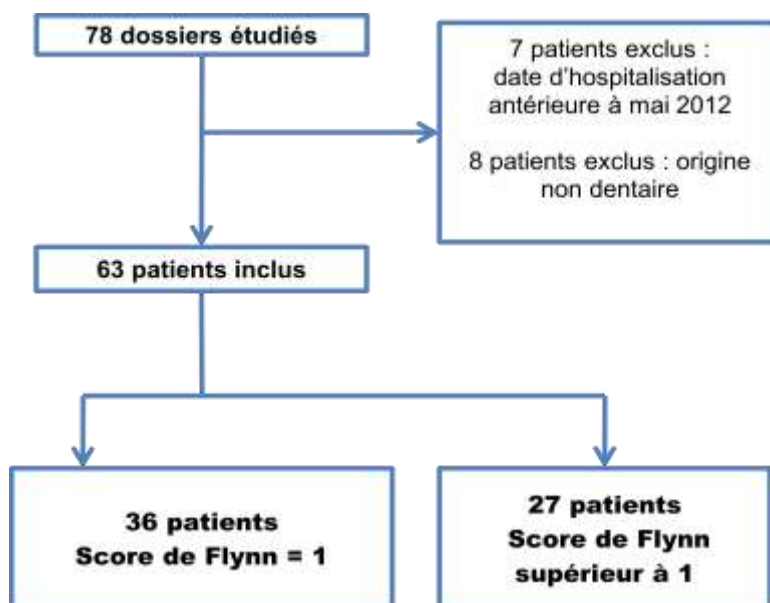 78 dossiers étudiés
7 patients exclus :
date d'hospitalisation
antérieure à mai 2012
8 patients exclus : origine
non dentaire
63 patients inclus
36 patients
Score de Flynn = 1
27 patients
Score de Flynn
supérieur à 1